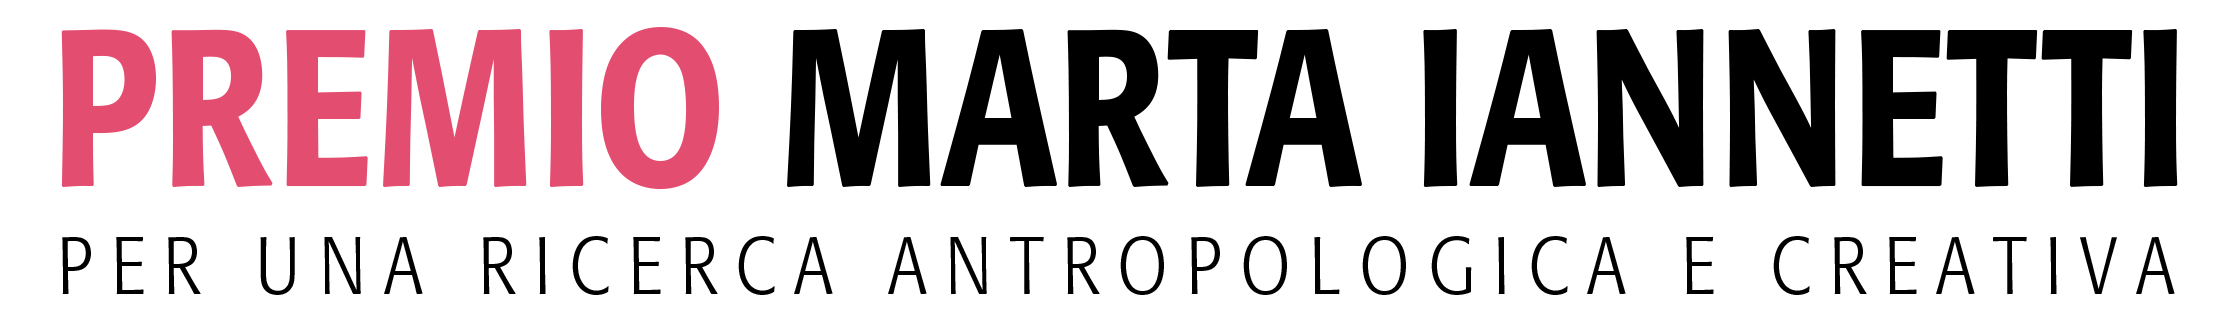 PREMIO MARTA IANNETTI
PER UNA RICERCA ANTROPOLOGICA E CREATIVA